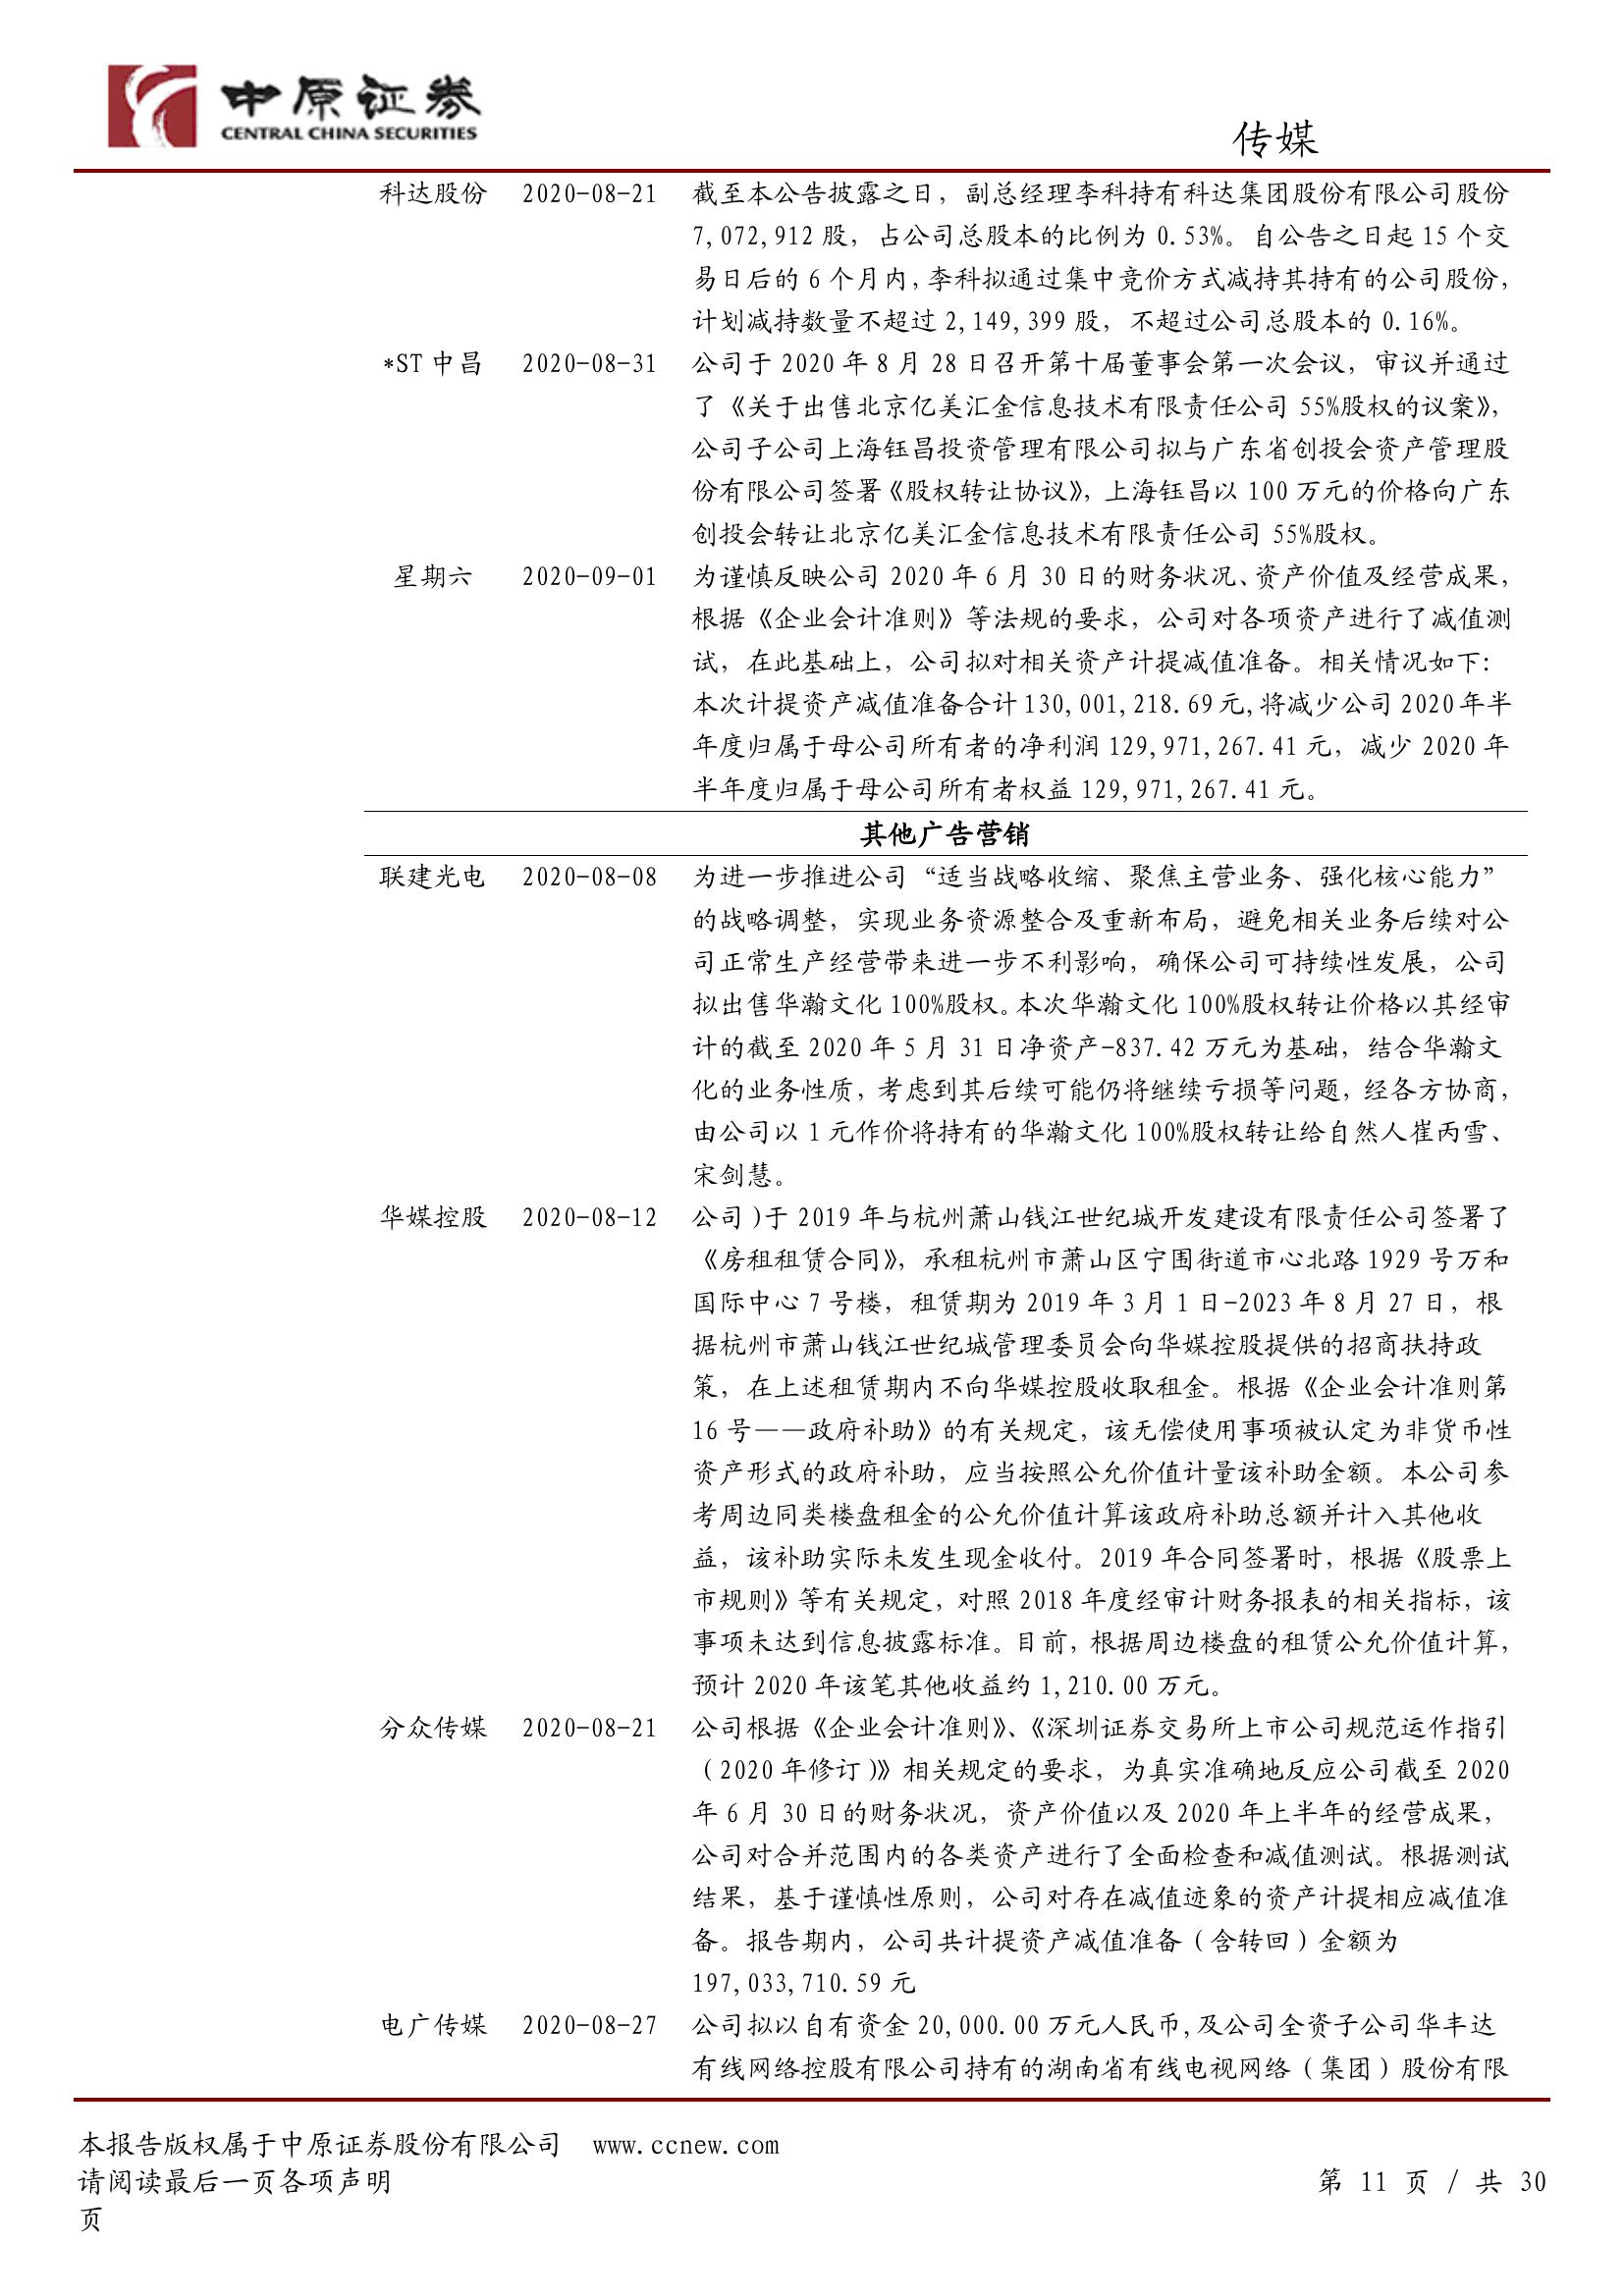 中原证券
CENTRAL CHINA SECURITIES
传媒
科达股份 2020-08-21 截至本公告披露之日，副总经理李科持有科达集团股份有限公司股份
7,072,912 股，占公司总股本的比例为 0.53%。自公告之日起 15 个交
易日后的 6 个月内，李科拟通过集中竞价方式减持其持有的公司股份，
计划减持数量不超过 2,149,399 股，不超过公司总股本的 0.16%。
*ST 中昌 2020-08-31 公司于 2020 年 8 月 28 日召开第十届董事会第一次会议，审议并通过
了《关于出售北京亿美汇金信息技术有限责任公司 55%股权的议案》，
公司子公司上海钰昌投资管理有限公司拟与广东省创投会资产管理股
份有限公司签署《股权转让协议》，上海钰昌以 100 万元的价格向广东
创投会转让北京亿美汇金信息技术有限责任公司 55%股权。
星期六 2020-09-01 为谨慎反映公司 2020 年 6 月 30 日的财务状况、资产价值及经营成果，
根据《企业会计准则》等法规的要求，公司对各项资产进行了减值测
试，在此基础上，公司拟对相关资产计提减值准备。相关情况如下：
本次计提资产减值准备合计 130,001,218.69 元,将减少公司 2020 年半
年度归属于母公司所有者的净利润 129,971,267.41 元，减少 2020 年
半年度归属于母公司所有者权益 129,971,267.41 元。
其他广告营销
联建光电 2020-08-08 为进一步推进公司“适当战略收缩、聚焦主营业务、强化核心能力”
的战略调整，实现业务资源整合及重新布局，避免相关业务后续对公
司正常生产经营带来进一步不利影响，确保公司可持续性发展，公司
拟出售华瀚文化 100%股权。本次华瀚文化 100%股权转让价格以其经审
计的截至 2020 年 5 月 31 日净资产-837.42 万元为基础，结合华瀚文
化的业务性质，考虑到其后续可能仍将继续亏损等问题，经各方协商，
由公司以 1 元作价将持有的华瀚文化 100%股权转让给自然人崔丙雪、
宋剑慧。
华媒控股 2020-08-12 公司)于 2019 年与杭州萧山钱江世纪城开发建设有限责任公司签署了
《房租租赁合同》，承租杭州市萧山区宁围街道市心北路 1929 号万和
国际中心 7 号楼，租赁期为 2019 年 3 月 1 日-2023 年 8 月 27 日，根
据杭州市萧山钱江世纪城管理委员会向华媒控股提供的招商扶持政
策，在上述租赁期内不向华媒控股收取租金。根据《企业会计准则第
16 号——政府补助》的有关规定，该无偿使用事项被认定为非货币性
资产形式的政府补助，应当按照公允价值计量该补助金额。本公司参
考周边同类楼盘租金的公允价值计算该政府补助总额并计入其他收
益，该补助实际未发生现金收付。2019 年合同签署时，根据《股票上
市规则》等有关规定，对照 2018 年度经审计财务报表的相关指标，该
事项未达到信息披露标准。目前，根据周边楼盘的租赁公允价值计算，
预计 2020 年该笔其他收益约 1,210.00 万元。
分众传媒 2020-08-21 公司根据《企业会计准则》、《深圳证券交易所上市公司规范运作指引
（2020 年修订)》相关规定的要求，为真实准确地反应公司截至 2020
年 6 月 30 日的财务状况，资产价值以及 2020 年上半年的经营成果，
公司对合并范围内的各类资产进行了全面检查和减值测试。根据测试
结果，基于谨慎性原则，公司对存在减值迹象的资产计提相应减值准
备。报告期内，公司共计提资产减值准备（含转回）金额为
197,033,710.59 元
电广传媒 2020-08-27 公司拟以自有资金 20,000.00 万元人民币,及公司全资子公司华丰达
有线网络控股有限公司持有的湖南省有线电视网络（集团）股份有限
本报告版权属于中原证券股份有限公司 www.ccnew.com
请阅读最后一页各项声明 第 11 页 / 共 30
页